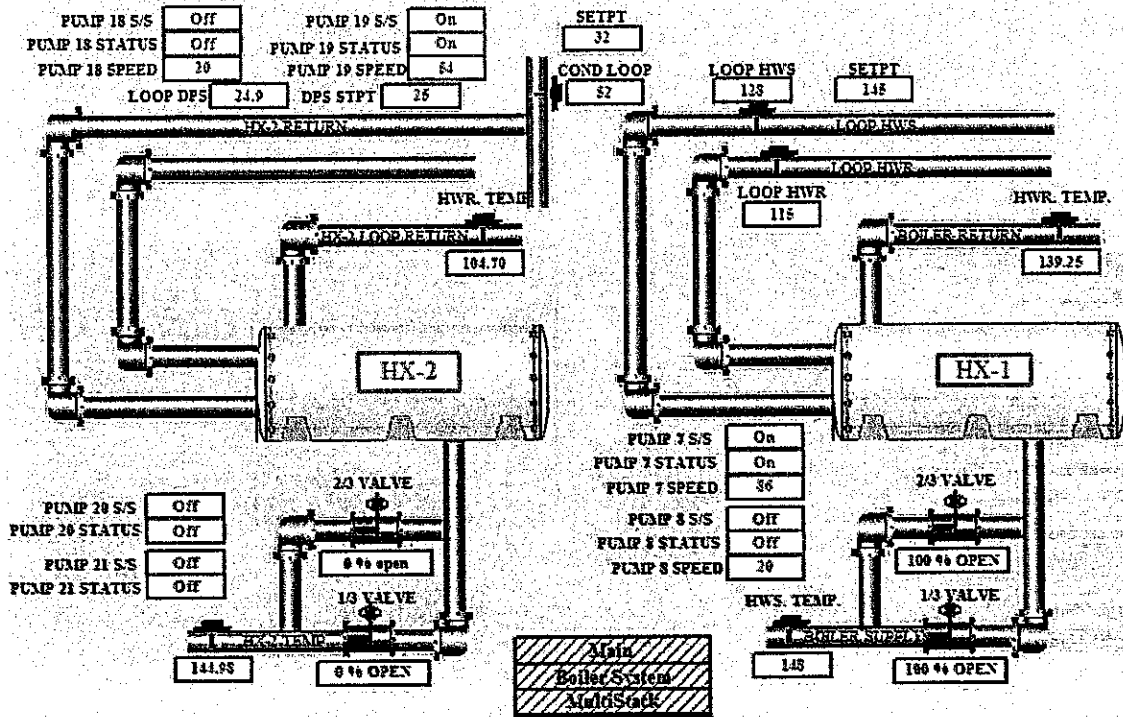 PUMP 18 S/S Off PUMP 19 S/S On SETPT
PUMP 18 STATUS Off PUMP 19 STATUS On 32
PUMP 18 SPEED 20 PUMP 19 SPEED 84 COND LOOP LOOP HWS SETPT
LOOP DPS 24.9 DPS STPT 25 82 128 145
HX-2 RETURN LOOP HWS
LOOP HWR
HWR. TEMP. LOOP HWR HWR. TEMP.
HX-2 LOOP RETURN 115 BOILER RETURN
104.70 139.25
HX-2 HX-1
PUMP 7 S/S On
PUMP 7 STATUS On
2/3 VALVE PUMP 7 SPEED 86 2/3 VALVE
PUMP 20 S/S Off PUMP 8 S/S Off
PUMP 20 STATUS Off PUMP 8 STATUS Off
PUMP 21 S/S Off 0 % open PUMP 8 SPEED 20 100 % OPEN
PUMP 21 STATUS Off 1/3 VALVE HWS. TEMP. 1/3 VALVE
HX-2 TEMP BOILER SUPPLY
144.98 0 % OPEN Main 148 100 % OPEN
Boiler System
MultiStack